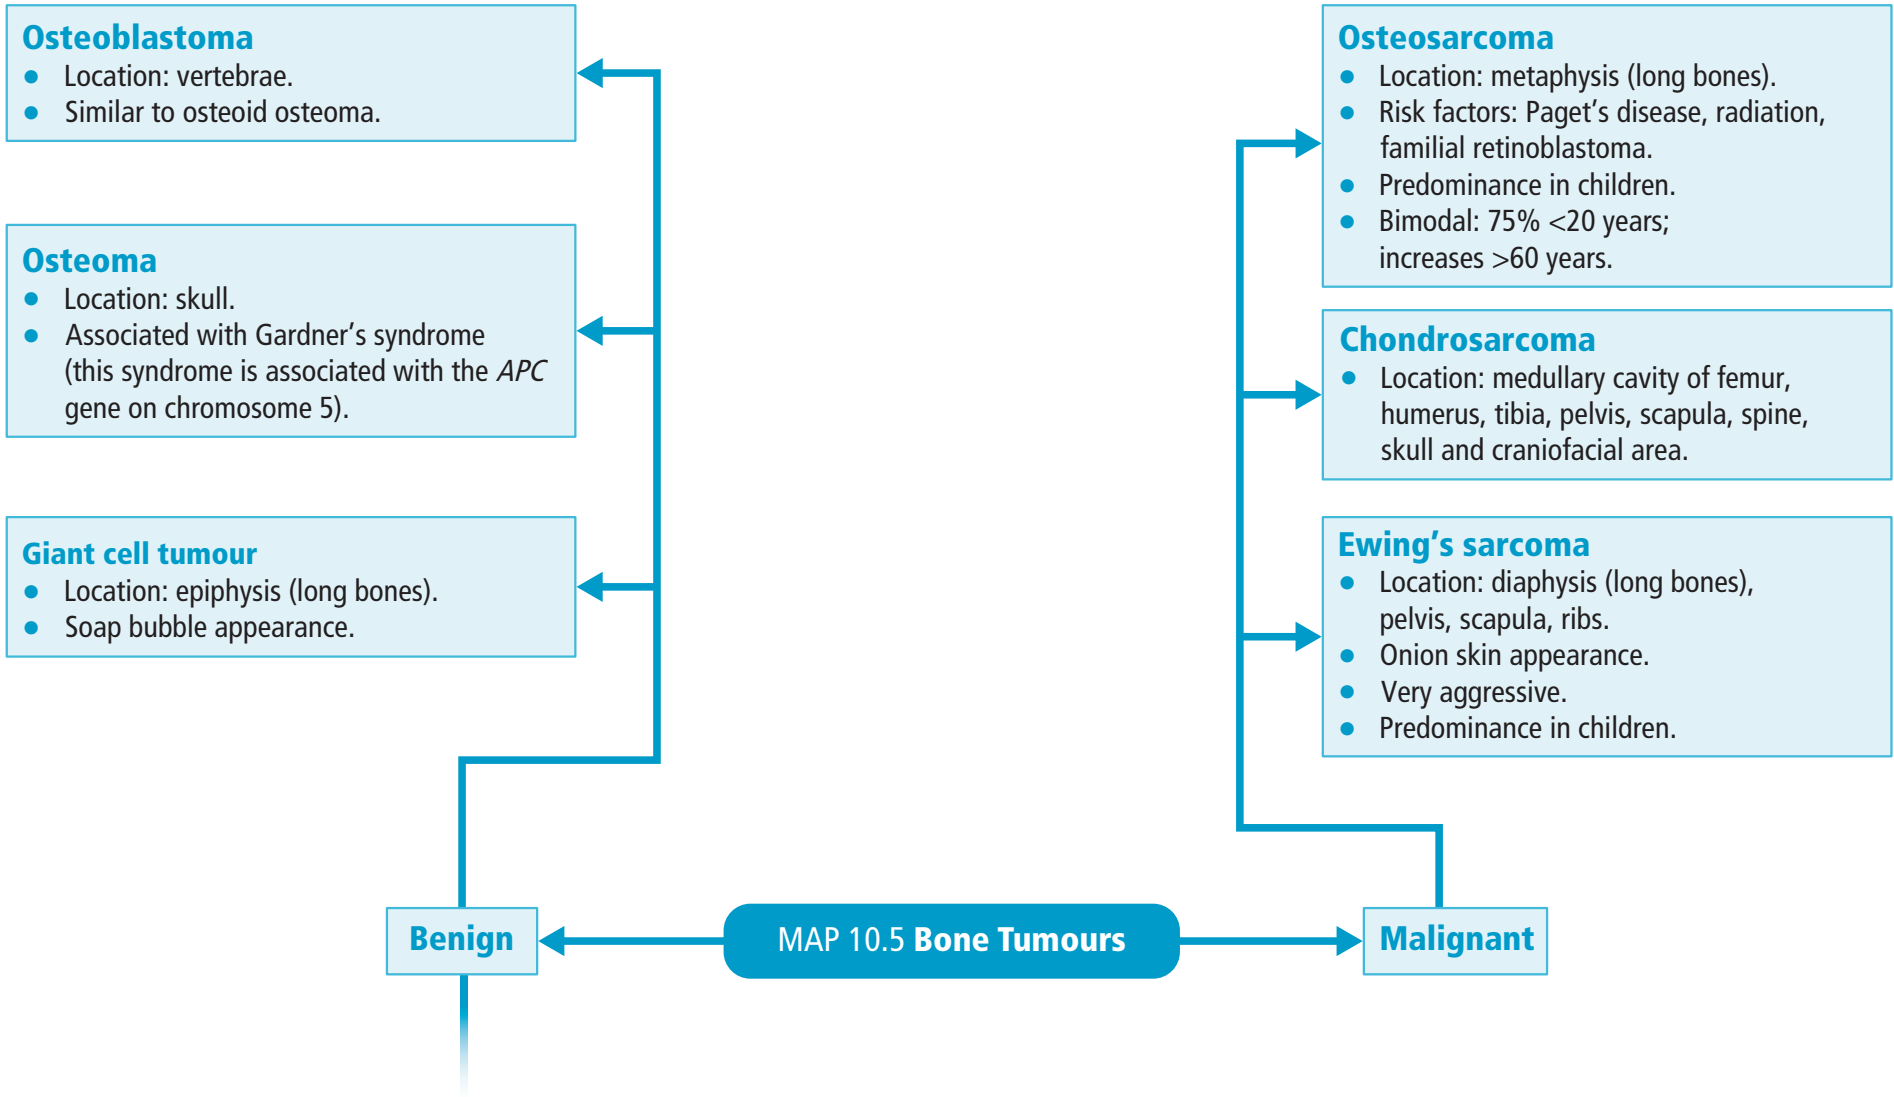 Osteoblastoma
● Location: vertebrae.
● Similar to osteoid osteoma.
Osteoma
● Location: skull.
● Associated with Gardner’s syndrome
(this syndrome is associated with the APC
gene on chromosome 5).
Giant cell tumour
● Location: epiphysis (long bones).
● Soap bubble appearance.
Osteosarcoma
● Location: metaphysis (long bones).
● Risk factors: Paget’s disease, radiation,
familial retinoblastoma.
● Predominance in children.
● Bimodal: 75% <20 years;
increases >60 years.
Chondrosarcoma
● Location: medullary cavity of femur,
humerus, tibia, pelvis, scapula, spine,
skull and craniofacial area.
Ewing’s sarcoma
● Location: diaphysis (long bones),
pelvis, scapula, ribs.
● Onion skin appearance.
● Very aggressive.
● Predominance in children.
Benign
MAP 10.5 Bone Tumours
Malignant